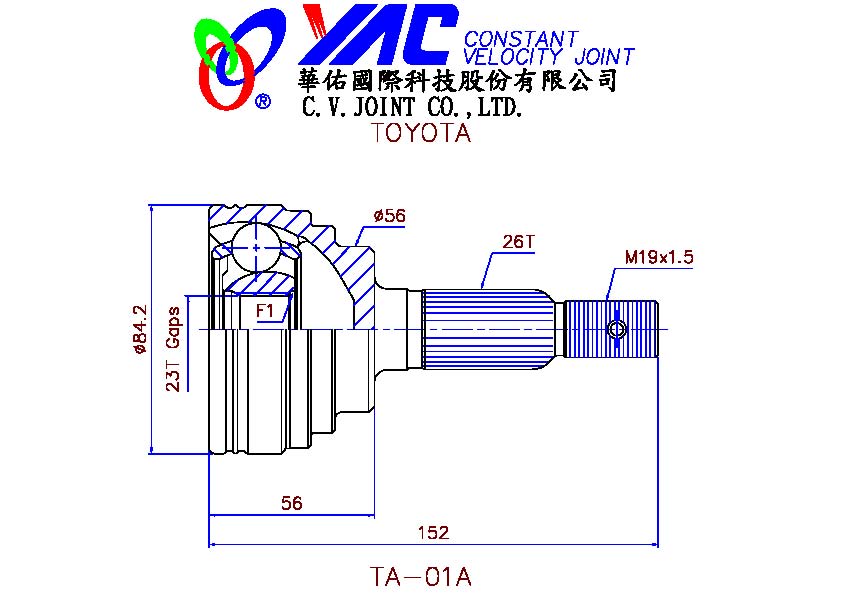 YAC CONSTANT
VELOCITY JOINT
®
華佑國際科技股份有限公司
C.V.JOINT CO.,LTD.
TOYOTA
ø56
26T
M19x1.5
F1
ø84.2
23T Gaps
56
152
TA-01A